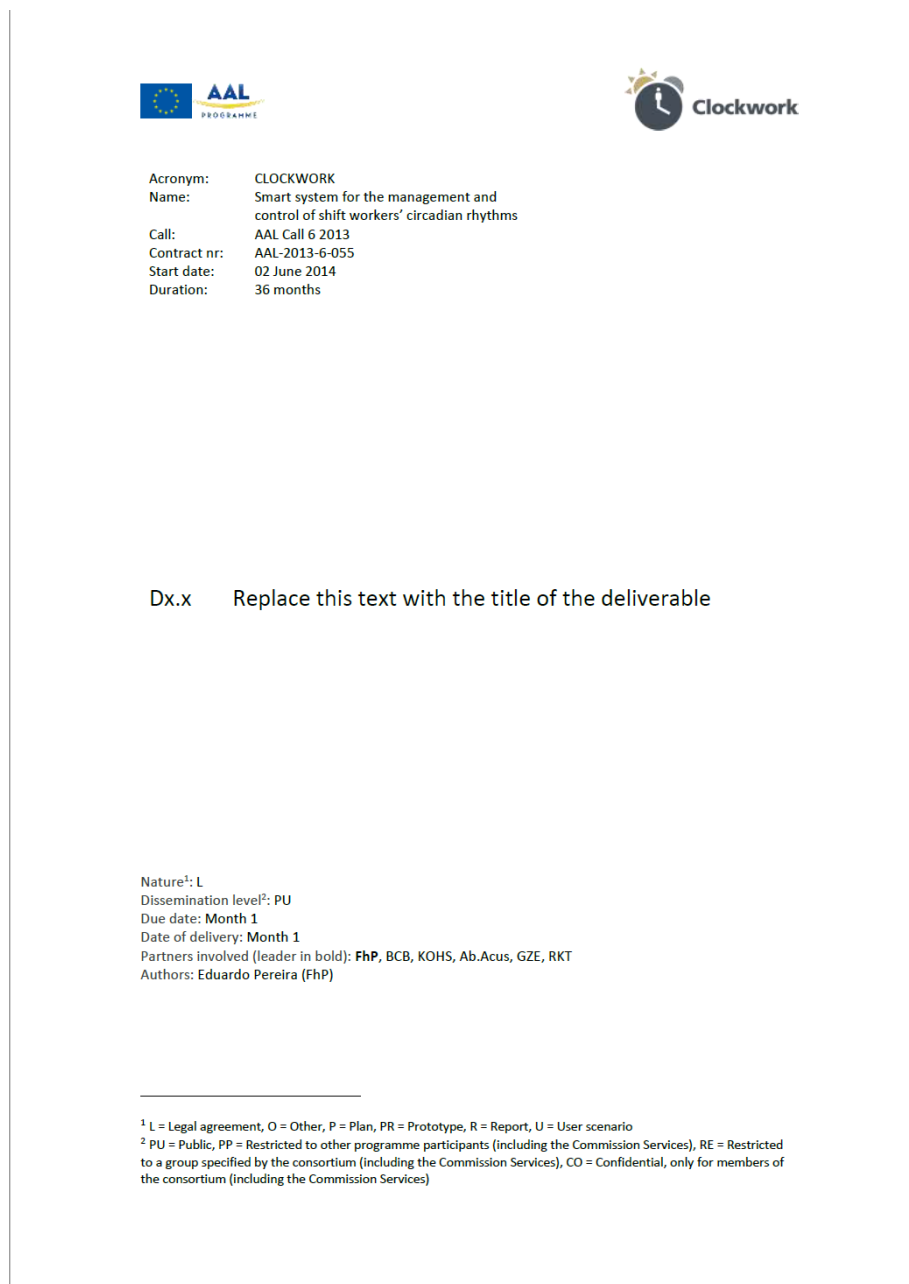 AAL
PROGRAMME
Clockwork
Acronym: CLOCKWORK
Name: Smart system for the management and
control of shift workers' circadian rhythms
Call: AAL Call 6 2013
Contract nr: AAL-2013-6-055
Start date: 02 June 2014
Duration: 36 months
Dx.x Replace this text with the title of the deliverable
Nature¹: L
Dissemination level²: PU
Due date: Month 1
Date of delivery: Month 1
Partners involved (leader in bold): FhP, BCB, KOHS, Ab.Acus, GZE, RKT
Authors: Eduardo Pereira (FhP)
¹ L = Legal agreement, O = Other, P = Plan, PR = Prototype, R = Report, U = User scenario
² PU = Public, PP = Restricted to other programme participants (including the Commission Services), RE = Restricted
to a group specified by the consortium (including the Commission Services), CO = Confidential, only for members of
the consortium (including the Commission Services)